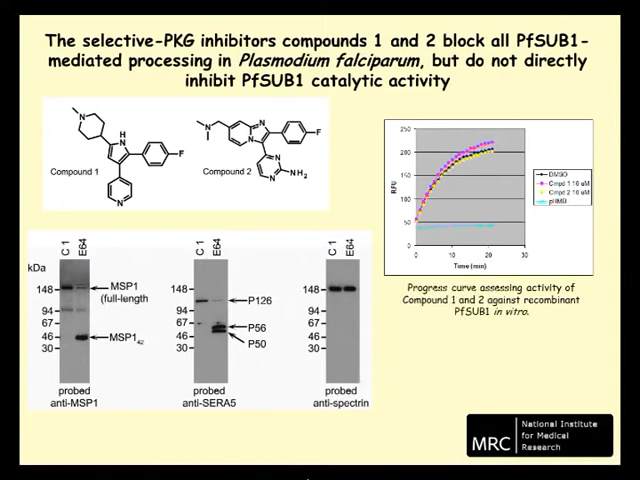 The selective-PKG inhibitors compounds 1 and 2 block all PfSUB1-
mediated processing in Plasmodium falciparum, but do not directly
inhibit PfSUB1 catalytic activity
N
H
N
F
N
Compound 1
N
N
N
F
N
N
NH2
Compound 2
250
200
150
100
50
0
RFU
0 10 20 30
Time (min)
DMSO
Cmpd 1 10 uM
Cmpd 2 10 uM
pHMB
Progress curve assessing activity of
Compound 1 and 2 against recombinant
PfSUB1 in vitro.
kDa
C 1
E64
148
94
67
46
30
MSP1
(full-length
MSP142
probed
anti-MSP1
C 1
E64
148
94
67
46
30
P126
P56
P50
probed
anti-SERA5
C 1
E64
148
94
67
46
30
probed
anti-spectrin
MRC
National Institute
for Medical
Research